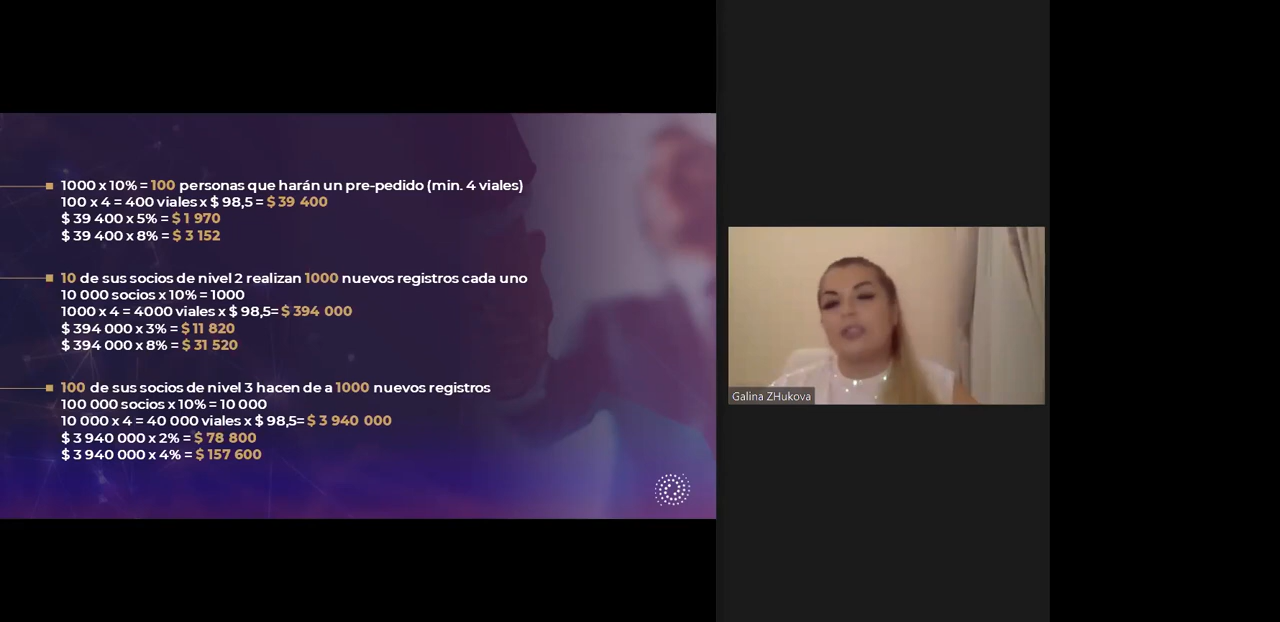 1000 x 10% = 100 personas que harán un pre-pedido (min. 4 viales)
100 x 4 = 400 viales x $ 98,5 = $ 39 400
$ 39 400 x 5% = $ 1 970
$ 39 400 x 8% = $ 3 152
10 de sus socios de nivel 2 realizan 1000 nuevos registros cada uno
10 000 socios x 10% = 1000
1000 x 4 = 4000 viales x $ 98,5= $ 394 000
$ 394 000 x 3% = $ 11 820
$ 394 000 x 8% = $ 31 520
100 de sus socios de nivel 3 hacen de a 1000 nuevos registros
100 000 socios x 10% = 10 000
10 000 x 4 = 40 000 viales x $ 98,5= $ 3 940 000
$ 3 940 000 x 2% = $ 78 800
$ 3 940 000 x 4% = $ 157 600
Galina ZHukova